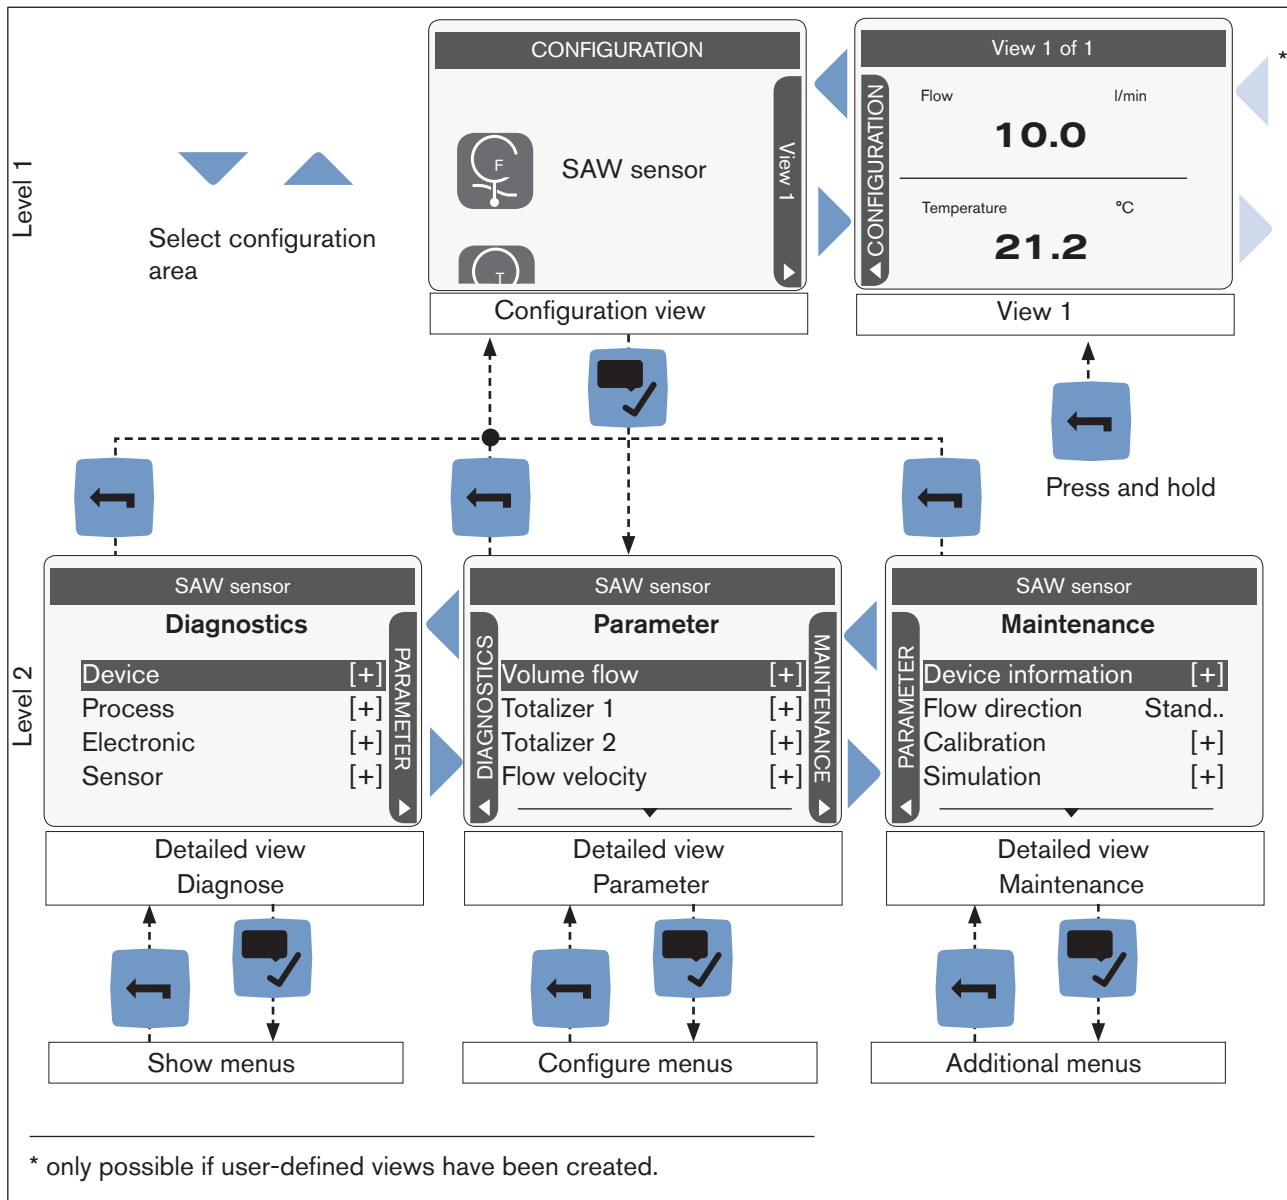 Level 1
CONFIGURATION
F
SAW sensor
T
View 1
Configuration view
View 1 of 1
CONFIGURATION
Flow l/min
10.0
Temperature °C
21.2
View 1
*
Select configuration
area
Press and hold
Level 2
SAW sensor
Diagnostics
Device [+]
Process [+]
Electronic [+]
Sensor [+]
PARAMETER
Detailed view
Diagnose
Show menus
SAW sensor
Parameter
DIAGNOSTICS
Volume flow [+]
Totalizer 1 [+]
Totalizer 2 [+]
Flow velocity [+]
MAINTENANCE
Detailed view
Parameter
Configure menus
SAW sensor
Maintenance
PARAMETER
Device information [+]
Flow direction Stand..
Calibration [+]
Simulation [+]
Detailed view
Maintenance
Additional menus
* only possible if user-defined views have been created.